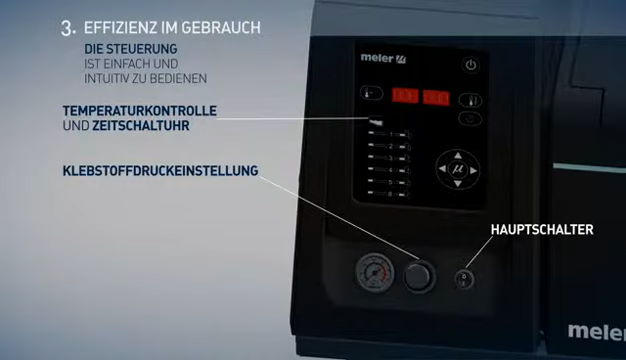 3. EFFIZIENZ IM GEBRAUCH
DIE STEUERUNG
IST EINFACH UND
INTUITIV ZU BEDIENEN
meler
TEMPERATURKONTROLLE
UND ZEITSCHALTUHR
KLEBSTOFFDRUCKEINSTELLUNG
HAUPTSCHALTER
meler